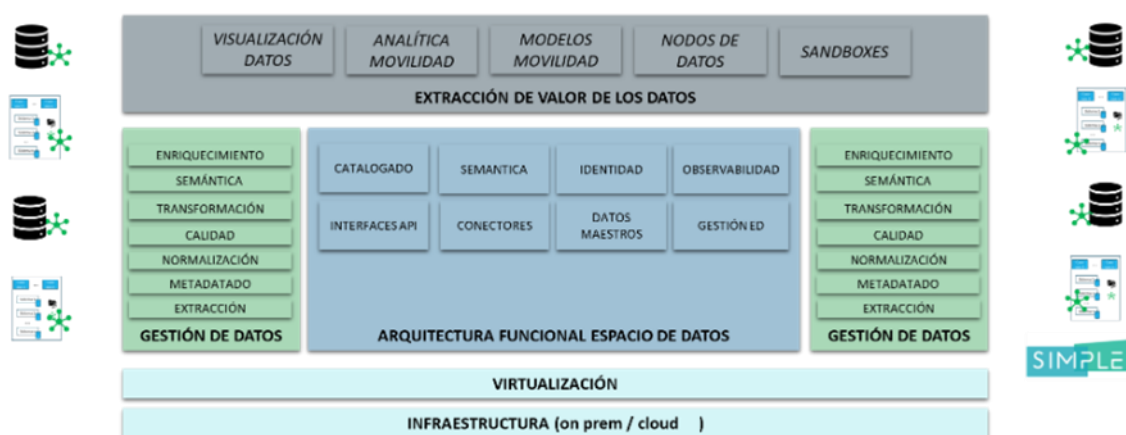 VISUALIZACIÓN
DATOS
ANALÍTICA
MOVILIDAD
MODELOS
MOVILIDAD
NODOS DE
DATOS
SANDBOXES
EXTRACCIÓN DE VALOR DE LOS DATOS
ENRIQUECIMIENTO
SEMÁNTICA
TRANSFORMACIÓN
CALIDAD
NORMALIZACIÓN
METADATADO
EXTRACCIÓN
GESTIÓN DE DATOS
CATALOGADO
SEMANTICA
IDENTIDAD
OBSERVABILIDAD
INTERFACES API
CONECTORES
DATOS
MAESTROS
GESTIÓN ED
ARQUITECTURA FUNCIONAL ESPACIO DE DATOS
ENRIQUECIMIENTO
SEMÁNTICA
TRANSFORMACIÓN
CALIDAD
NORMALIZACIÓN
METADATADO
EXTRACCIÓN
GESTIÓN DE DATOS
SIMPLE
VIRTUALIZACIÓN
INFRAESTRUCTURA (on prem / cloud )